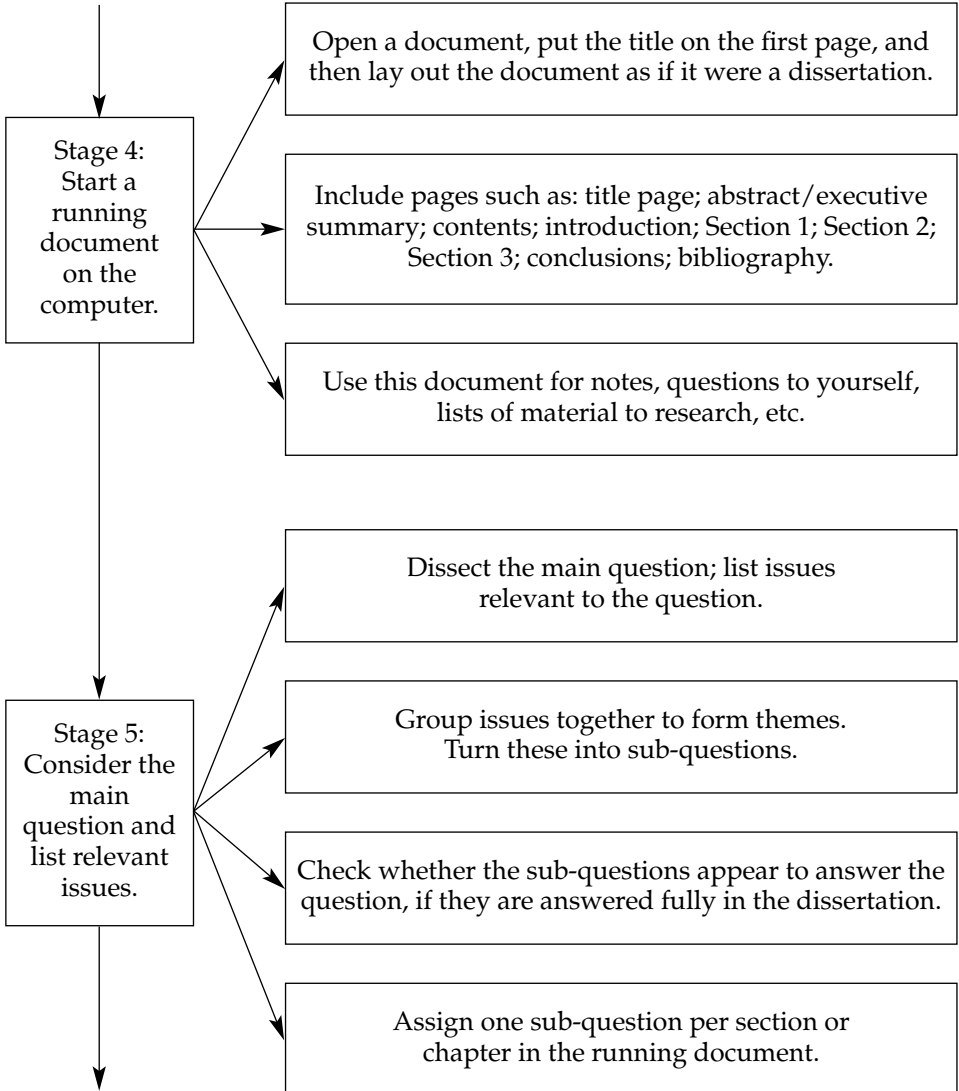 Open a document, put the title on the first page, and
then lay out the document as if it were a dissertation.
Stage 4:
Start a
running
document
on the
computer.
Include pages such as: title page; abstract/executive
summary; contents; introduction; Section 1; Section 2;
Section 3; conclusions; bibliography.
Use this document for notes, questions to yourself,
lists of material to research, etc.
Dissect the main question; list issues
relevant to the question.
Stage 5:
Consider the
main
question and
list relevant
issues.
Group issues together to form themes.
Turn these into sub-questions.
Check whether the sub-questions appear to answer the
question, if they are answered fully in the dissertation.
Assign one sub-question per section or
chapter in the running document.